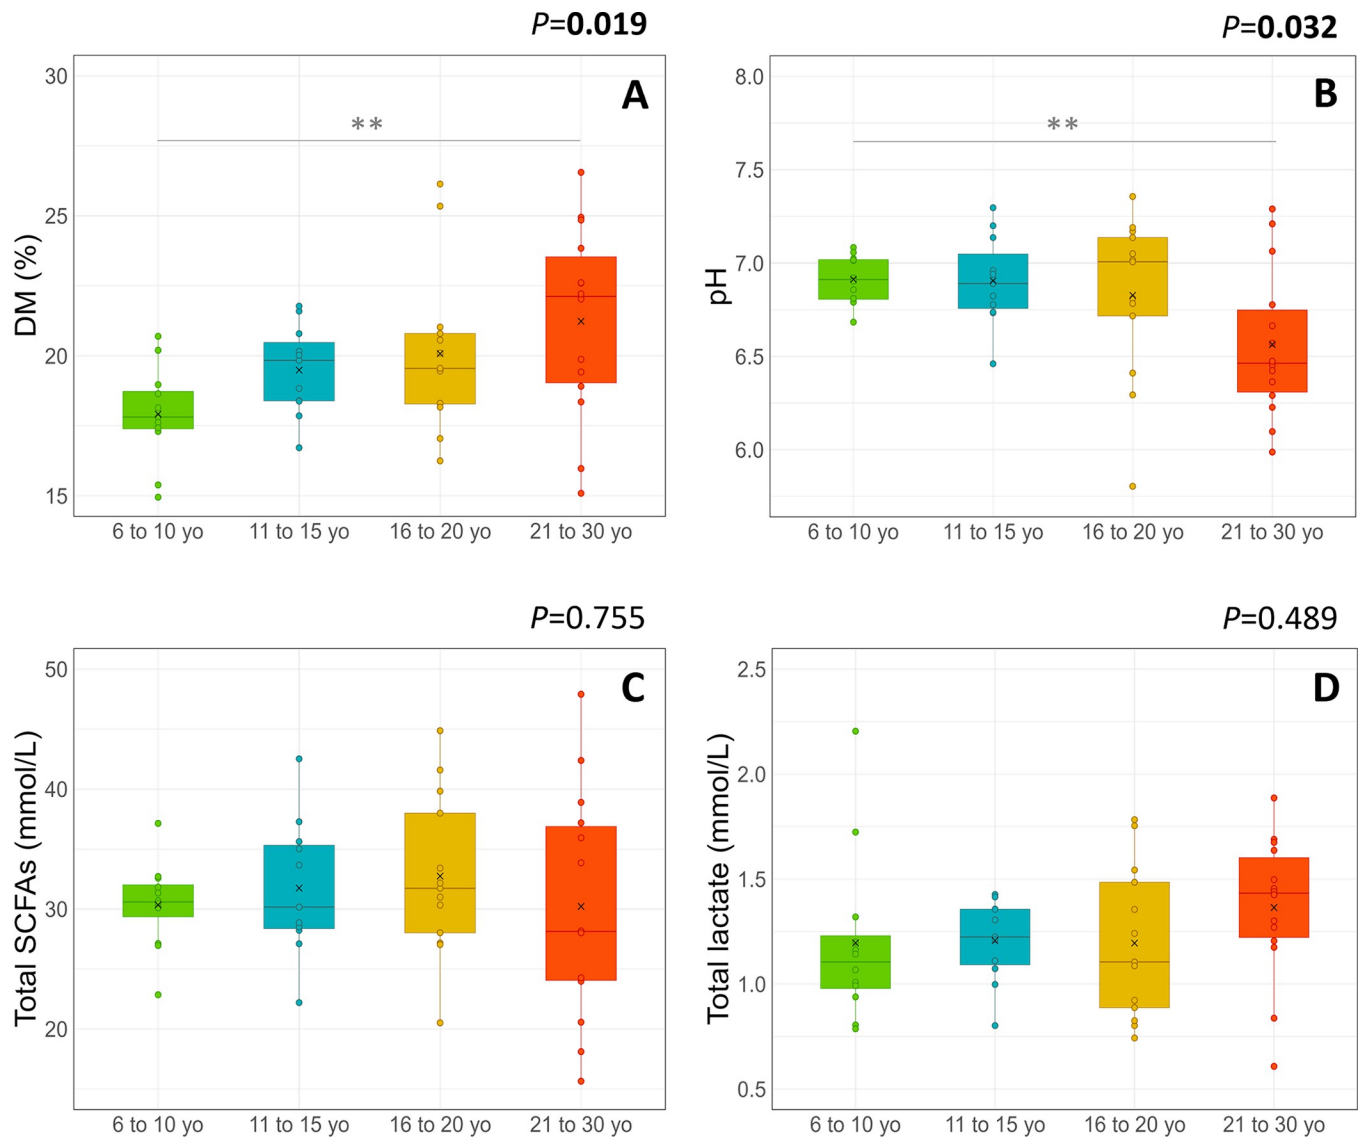 P=0.019
A
**
DM (%)
30
25
20
15
6 to 10 yo
11 to 15 yo
16 to 20 yo
21 to 30 yo
P=0.032
B
**
pH
8.0
7.5
7.0
6.5
6.0
6 to 10 yo
11 to 15 yo
16 to 20 yo
21 to 30 yo
P=0.755
C
Total SCFAs (mmol/L)
50
40
30
20
6 to 10 yo
11 to 15 yo
16 to 20 yo
21 to 30 yo
P=0.489
D
Total lactate (mmol/L)
2.5
2.0
1.5
1.0
0.5
6 to 10 yo
11 to 15 yo
16 to 20 yo
21 to 30 yo